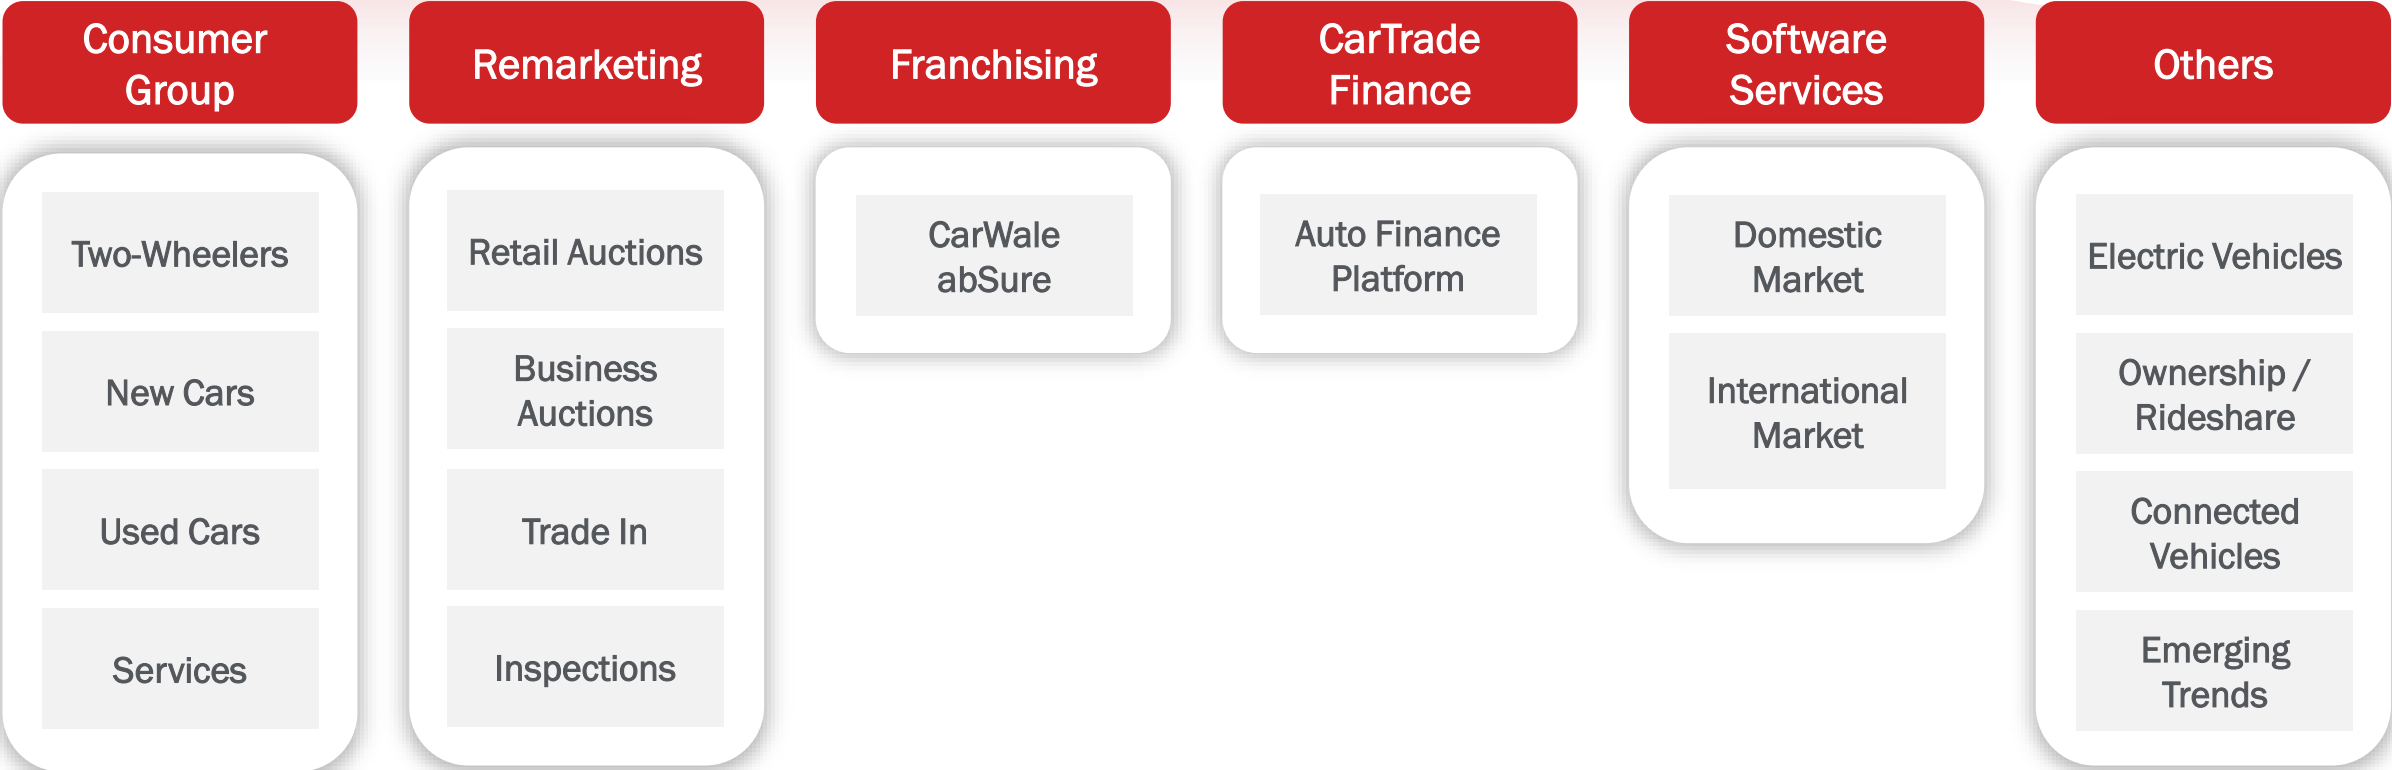 Consumer
Group
Two-Wheelers
New Cars
Used Cars
Services
Remarketing
Retail Auctions
Business
Auctions
Trade In
Inspections
Franchising
CarWale
abSure
CarTrade
Finance
Auto Finance
Platform
Software
Services
Domestic
Market
International
Market
Others
Electric Vehicles
Ownership /
Rideshare
Connected
Vehicles
Emerging
Trends